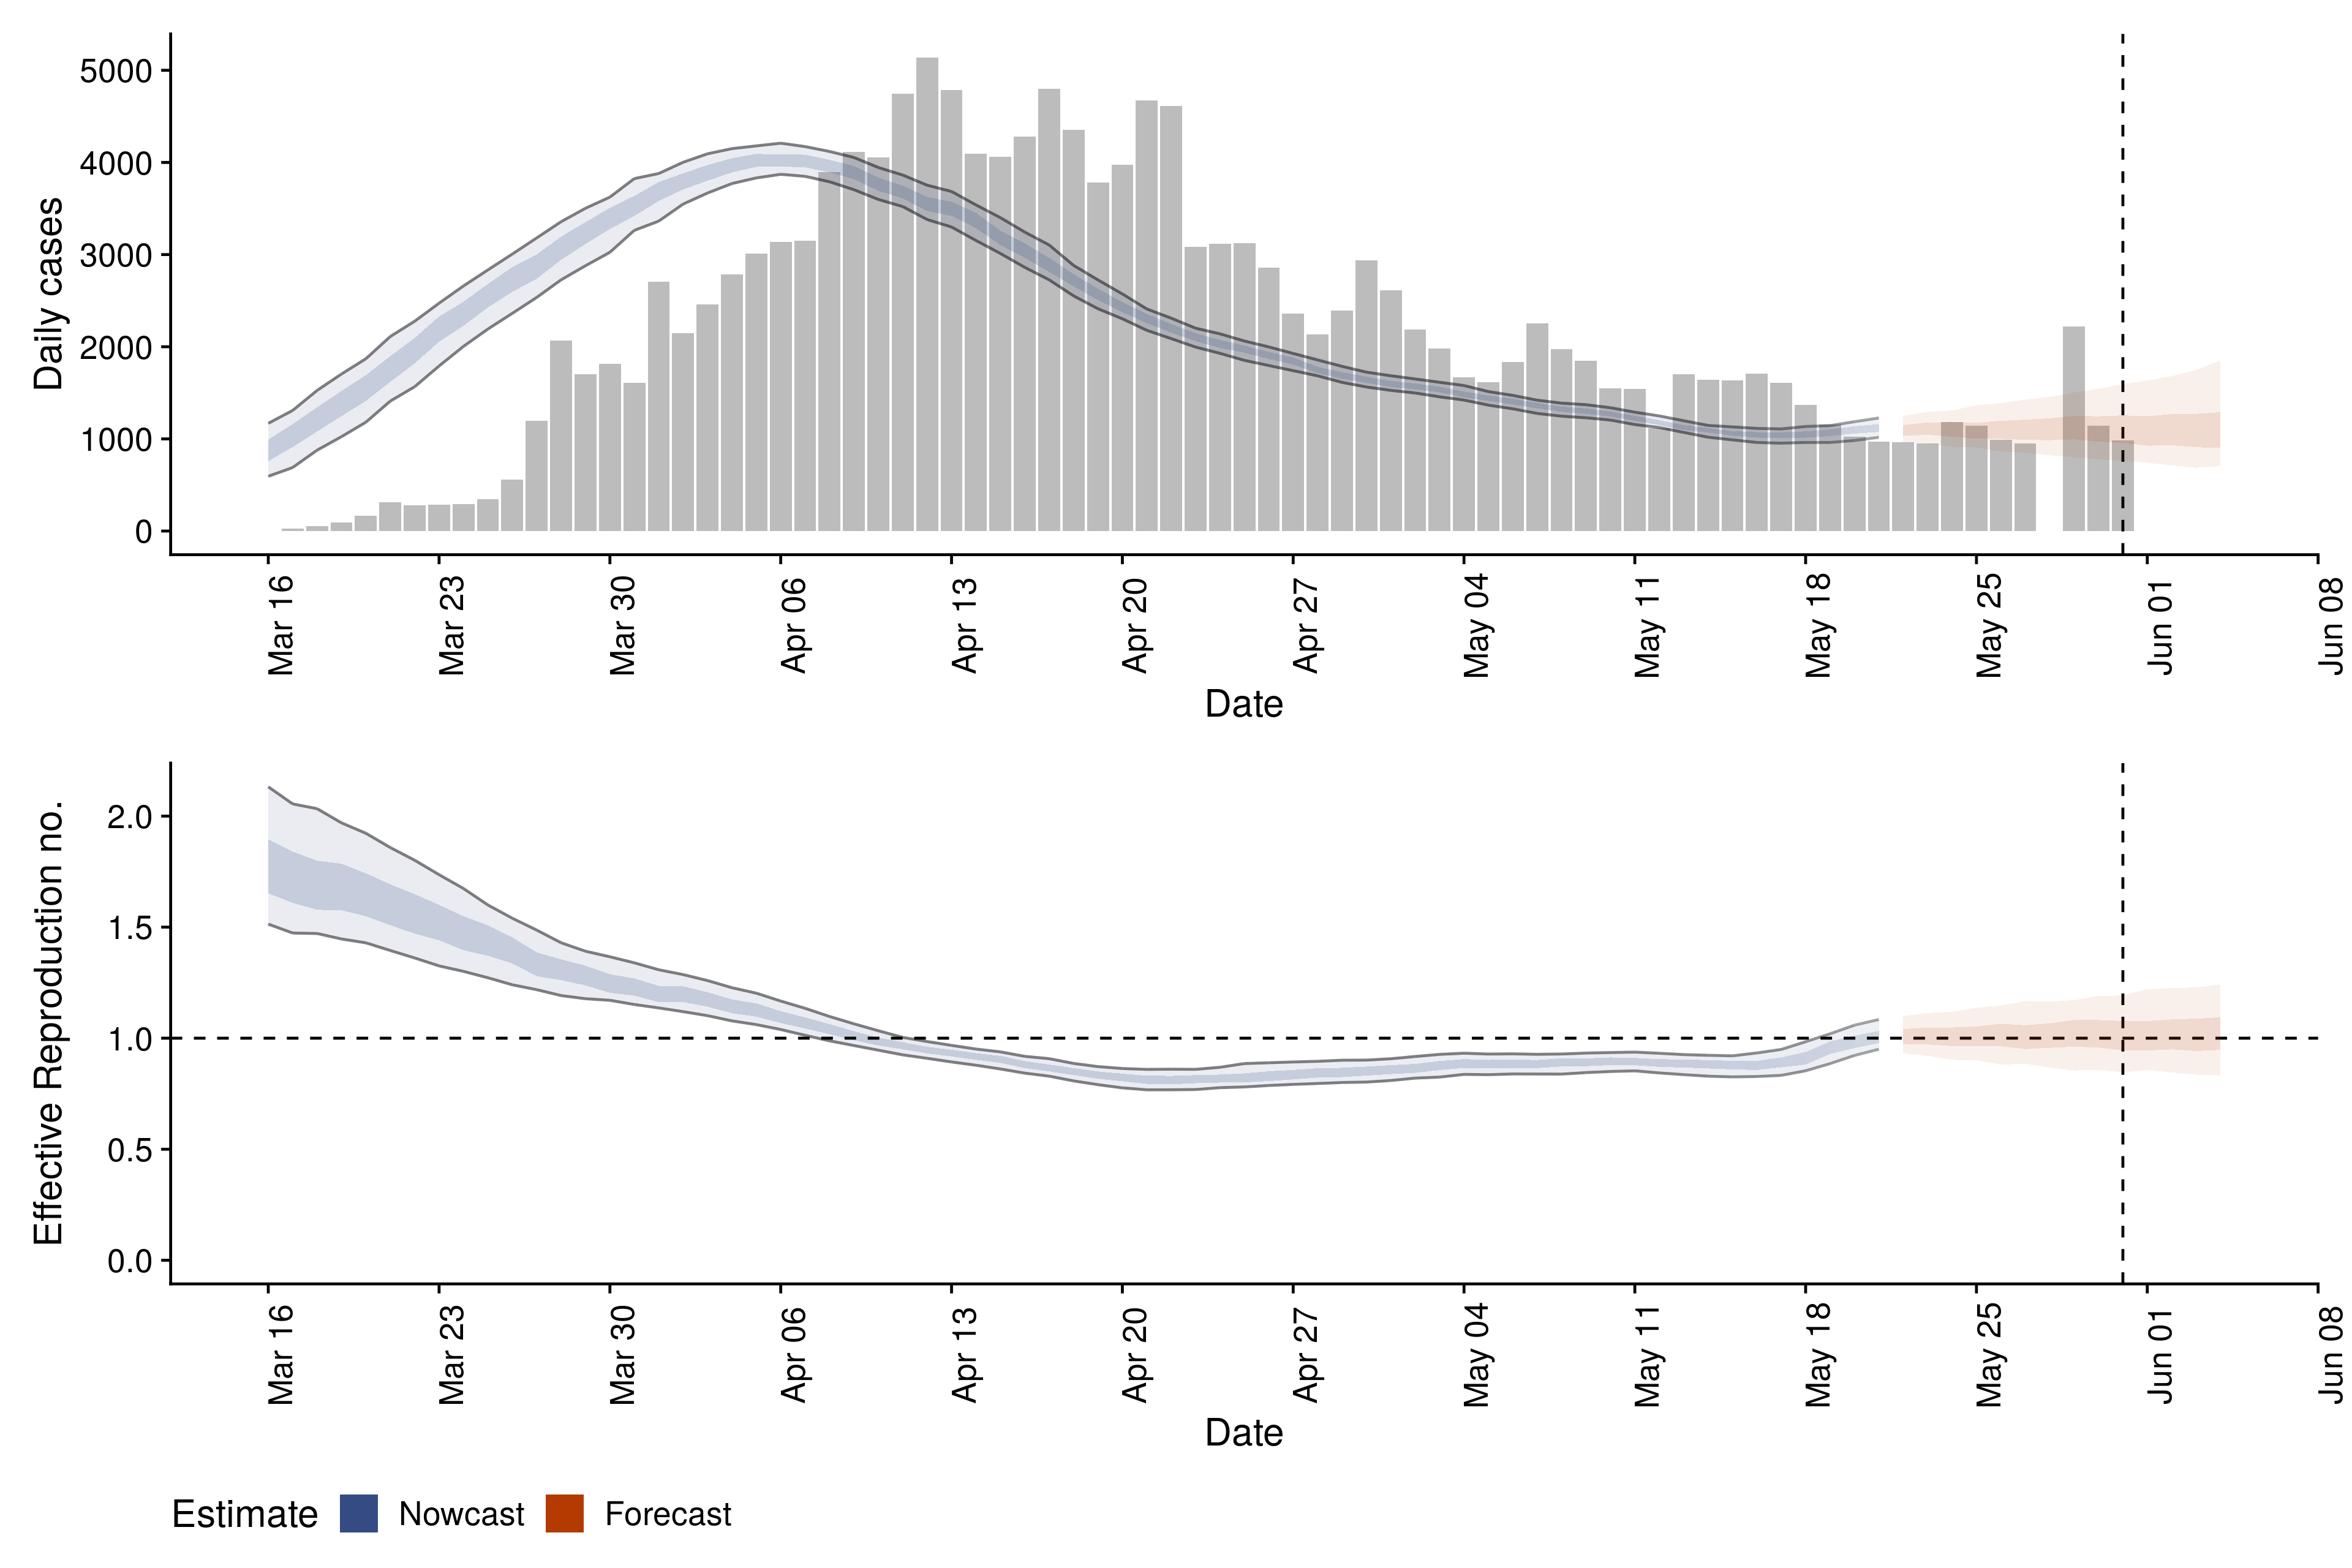 Daily cases
5000
4000
3000
2000
1000
0
Mar 16 Mar 23 Mar 30 Apr 06 Apr 13 Apr 20 Apr 27 May 04 May 11 May 18 May 25 Jun 01 Jun 08
Date
Effective Reproduction no.
2.0
1.5
1.0
0.5
0.0
Mar 16 Mar 23 Mar 30 Apr 06 Apr 13 Apr 20 Apr 27 May 04 May 11 May 18 May 25 Jun 01 Jun 08
Date
Estimate Nowcast Forecast